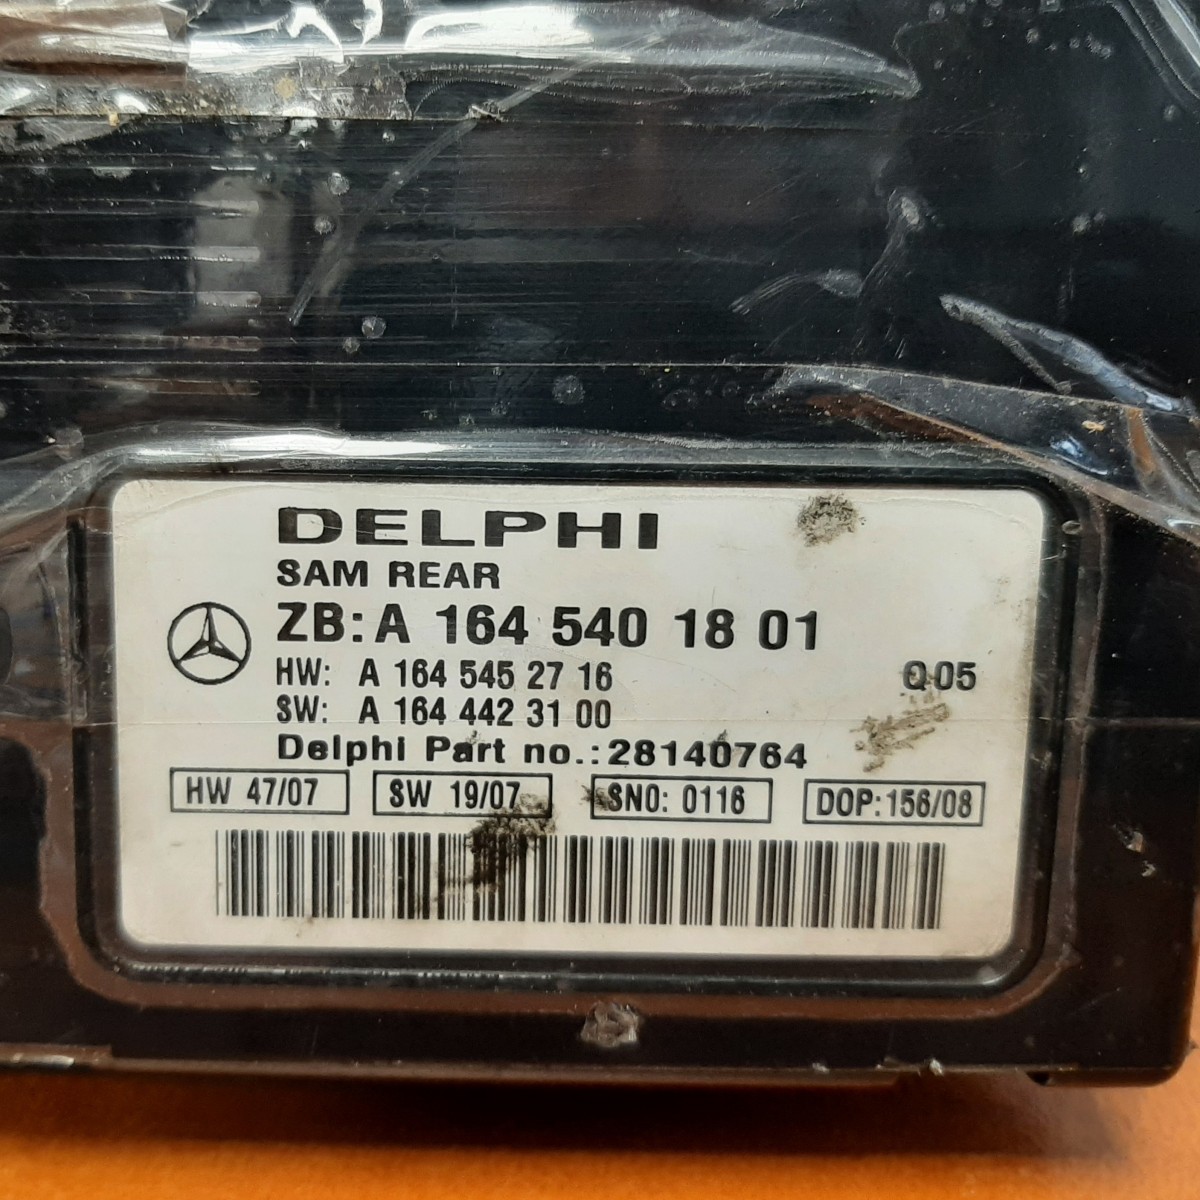 DELPHI
SAM REAR
ZB: A 164 540 18 01
HW: A 164 545 27 16
Q05
SW: A 164 442 31 00
Delphi Part no.:28140764
HW 47/07 SW 19/07 SNO: 0116 DOP:156/08